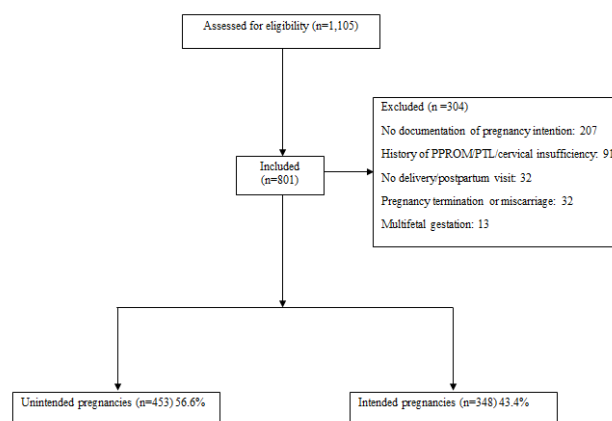 Assessed for eligibility (n=1,105)
Excluded (n =304)
No documentation of pregnancy intention: 207
History of PPROM/PTL/cervical insufficiency: 91
No delivery/postpartum visit: 32
Pregnancy termination or miscarriage: 32
Multifetal gestation: 13
Included
(n=801)
Unintended pregnancies (n=453) 56.6%
Intended pregnancies (n=348) 43.4%